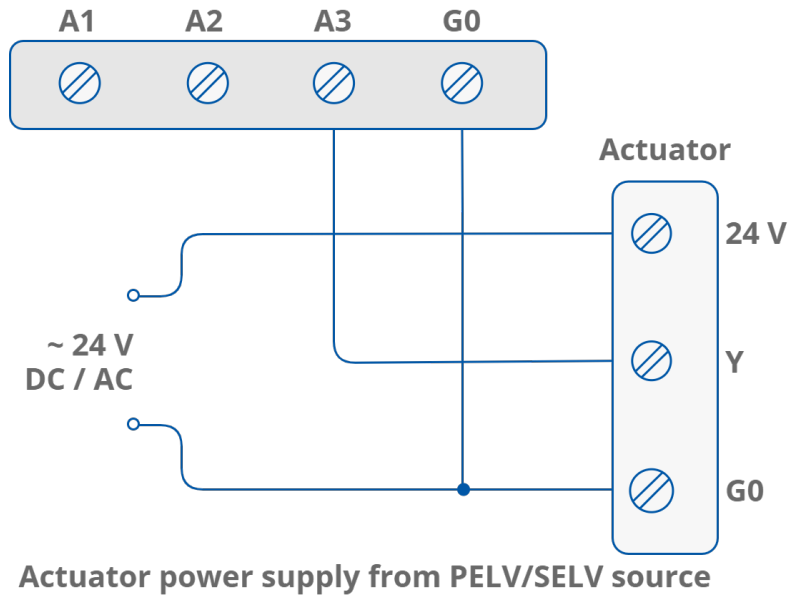 A1 A2 A3 G0
Actuator
24 V
~ 24 V
DC / AC
Y
G0
Actuator power supply from PELV/SELV source